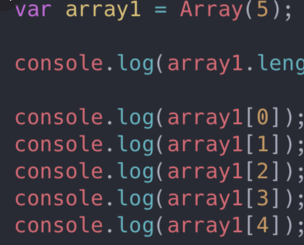 var array1 = Array(5);
console.log(array1.leng
console.log(array1[0]);
console.log(array1[1]);
console.log(array1[2]);
console.log(array1[3]);
console.log(array1[4]);